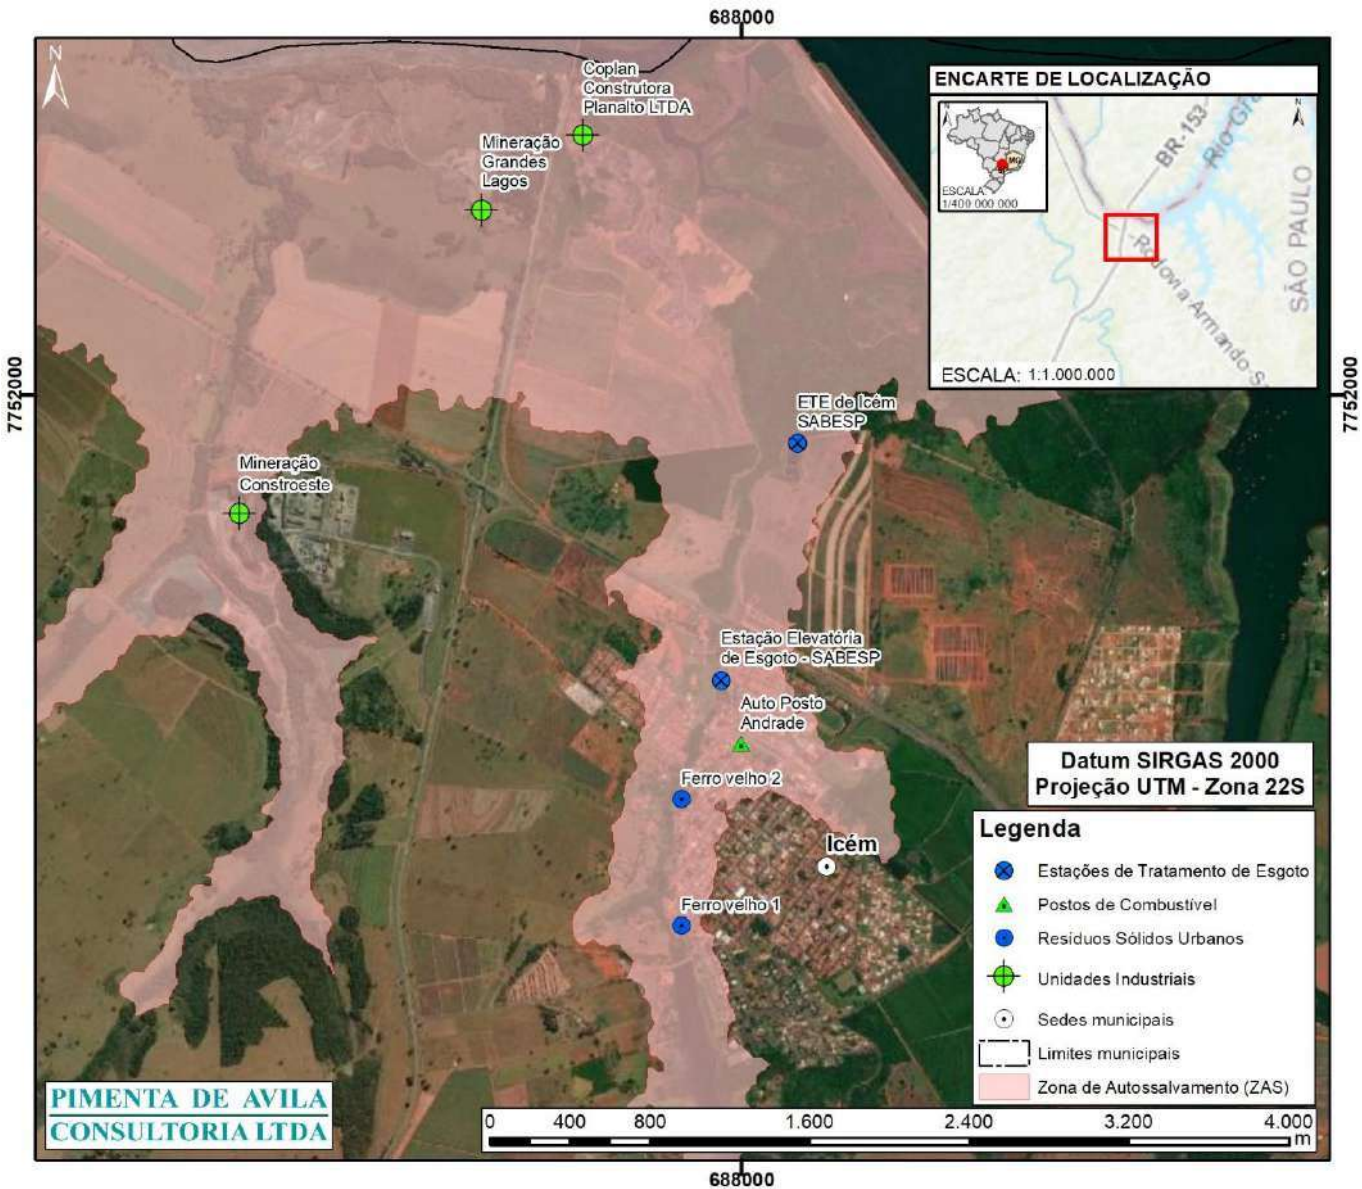 688000
N
Coplan
Construtora
Planalto LTDA
Mineração
Grandes
Lagos
ENCARTE DE LOCALIZAÇÃO
N
MG
ESCALA:
1/400.000.000
N
BR-153
Rio Gra
SÃO PAULO
Rodovia Armando S
ESCALA: 1:1.000.000
7752000
7752000
ETE de Icém
SABESP
Mineração
Constroeste
Estação Elevatória
de Esgoto - SABESP
Auto Posto
Andrade
Ferro velho 2
Icém
Ferro velho 1
Datum SIRGAS 2000
Projeção UTM - Zona 22S
Legenda
Estações de Tratamento de Esgoto
Postos de Combustível
Resíduos Sólidos Urbanos
Unidades Industriais
Sedes municipais
Limites municipais
Zona de Autossalvamento (ZAS)
PIMENTA DE AVILA
CONSULTORIA LTDA
0 400 800 1.600 2.400 3.200 4.000
m
688000